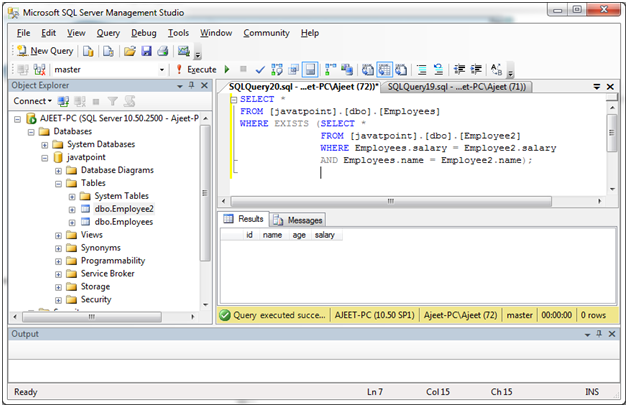 Microsoft SQL Server Management Studio
File Edit View Query Debug Tools Window Community Help
New Query
master Execute
Object Explorer
Connect
AJEET-PC (SQL Server 10.50.2500 - Ajeet-P
Databases
System Databases
javatpoint
Database Diagrams
Tables
System Tables
dbo.Employee2
dbo.Employees
Views
Synonyms
Programmability
Service Broker
Storage
Security
SQLQuery20.sql - ...et-PC\Ajeet (72))* SQLQuery19.sql - ...et-PC\Ajeet (71))
SELECT *
FROM [javatpoint].[dbo].[Employees]
WHERE EXISTS (SELECT *
FROM [javatpoint].[dbo].[Employee2]
WHERE Employees.salary = Employee2.salary
AND Employees.name = Employee2.name);
Results Messages
id name age salary
Query executed succe... AJEET-PC (10.50 SP1) Ajeet-PC\Ajeet (72) master 00:00:00 0 rows
Output
Ready Ln 7 Col 15 Ch 15 INS